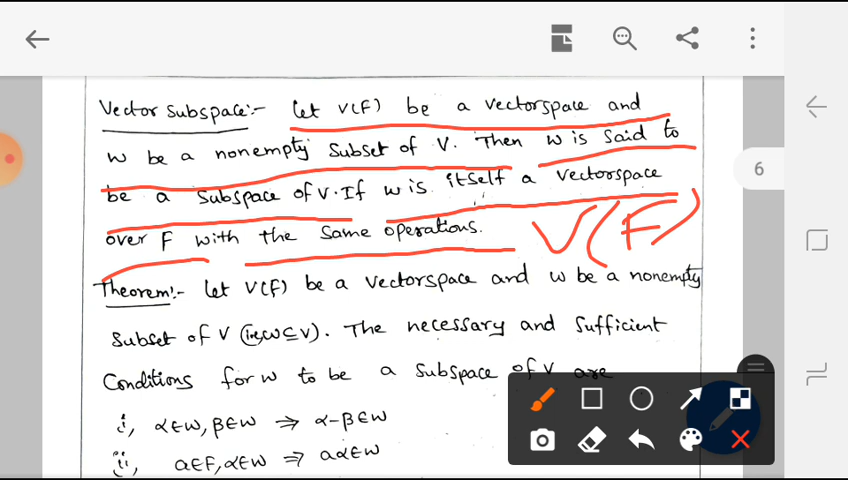 Vector Subspace:- Let V(F) be a vectorspace and
W be a nonempty Subset of V. Then W is said to
be a Subspace of V. If W is itself a vectorspace
over F with the same operations.
V(F)
6
Theorem:- Let V(F) be a vectorspace and W be a nonempty
Subset of V (i.e, W⊆V). The necessary and sufficient
Conditions for W to be a subspace of V are
i, α∈W, β∈W ⇒ α-β∈W
ii, a∈F, α∈W ⇒ aα∈W